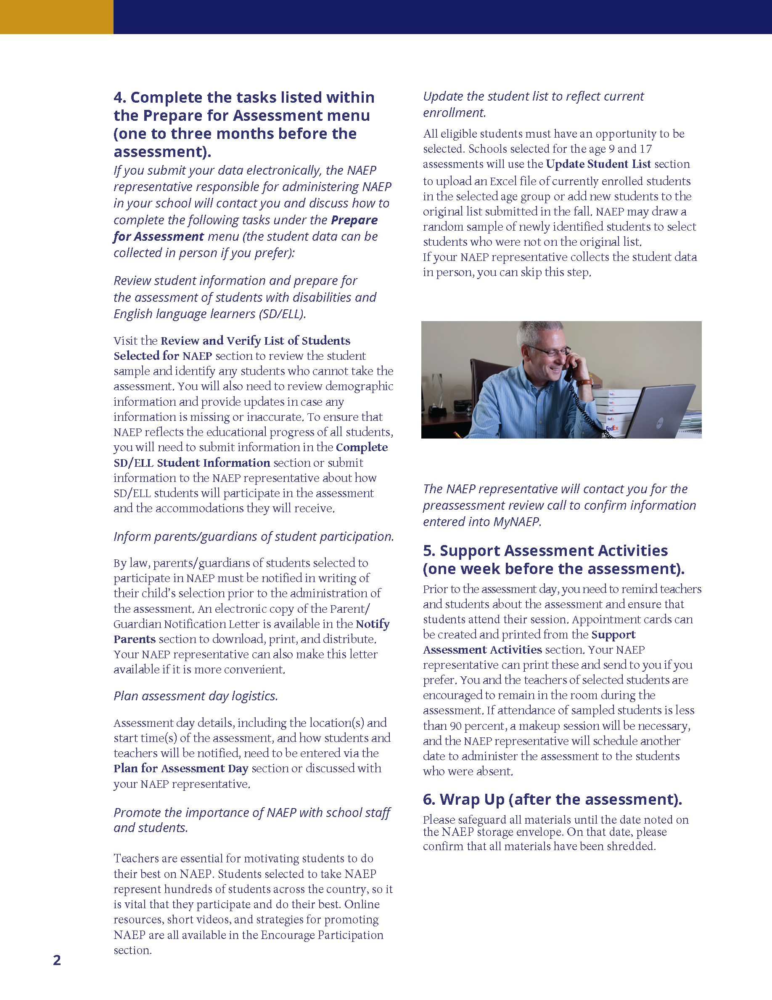 4. Complete the tasks listed within
the Prepare for Assessment menu
(one to three months before the
assessment).
If you submit your data electronically, the NAEP
representative responsible for administering NAEP
in your school will contact you and discuss how to
complete the following tasks under the Prepare
for Assessment menu (the student data can be
collected in person if you prefer):
Review student information and prepare for
the assessment of students with disabilities and
English language learners (SD/ELL).
Visit the Review and Verify List of Students
Selected for NAEP section to review the student
sample and identify any students who cannot take the
assessment. You will also need to review demographic
information and provide updates in case any
information is missing or inaccurate. To ensure that
NAEP reflects the educational progress of all students,
you will need to submit information in the Complete
SD/ELL Student Information section or submit
information to the NAEP representative about how
SD/ELL students will participate in the assessment
and the accommodations they will receive.
Inform parents/guardians of student participation.
By law, parents/guardians of students selected to
participate in NAEP must be notified in writing of
their child’s selection prior to the administration of
the assessment. An electronic copy of the Parent/
Guardian Notification Letter is available in the Notify
Parents section to download, print, and distribute.
Your NAEP representative can also make this letter
available if it is more convenient.
Plan assessment day logistics.
Assessment day details, including the location(s) and
start time(s) of the assessment, and how students and
teachers will be notified, need to be entered via the
Plan for Assessment Day section or discussed with
your NAEP representative.
Promote the importance of NAEP with school staff
and students.
Teachers are essential for motivating students to do
their best on NAEP. Students selected to take NAEP
represent hundreds of students across the country, so it
is vital that they participate and do their best. Online
resources, short videos, and strategies for promoting
NAEP are all available in the Encourage Participation
section.
Update the student list to reflect current
enrollment.
All eligible students must have an opportunity to be
selected. Schools selected for the age 9 and 17
assessments will use the Update Student List section
to upload an Excel file of currently enrolled students
in the selected age group or add new students to the
original list submitted in the fall. NAEP may draw a
random sample of newly identified students to select
students who were not on the original list.
If your NAEP representative collects the student data
in person, you can skip this step.
FedEx
FedEx
FedEx
FedEx
FedEx
The NAEP representative will contact you for the
preassessment review call to confirm information
entered into MyNAEP.
5. Support Assessment Activities
(one week before the assessment).
Prior to the assessment day, you need to remind teachers
and students about the assessment and ensure that
students attend their session. Appointment cards can
be created and printed from the Support
Assessment Activities section. Your NAEP
representative can print these and send to you if you
prefer. You and the teachers of selected students are
encouraged to remain in the room during the
assessment. If attendance of sampled students is less
than 90 percent, a makeup session will be necessary,
and the NAEP representative will schedule another
date to administer the assessment to the students
who were absent.
6. Wrap Up (after the assessment).
Please safeguard all materials until the date noted on
the NAEP storage envelope. On that date, please
confirm that all materials have been shredded.
2